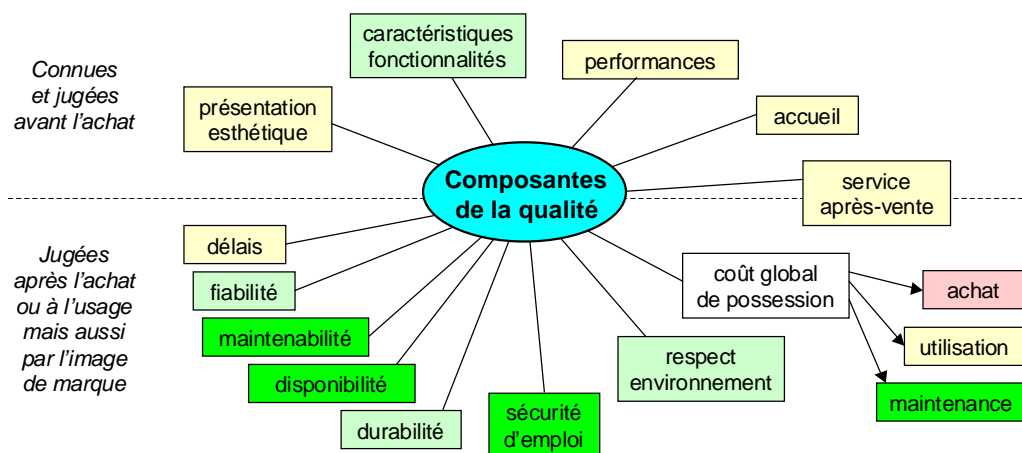 caractéristiques
fonctionnalités
performances
Connues
et jugées
avant l'achat
présentation
esthétique
accueil
Composantes
de la qualité
service
après-vente
Jugées
après l'achat
ou à l'usage
mais aussi
par l'image
de marque
délais
fiabilité
maintenabilité
disponibilité
durabilité
sécurité
d'emploi
respect
environnement
coût global
de possession
achat
utilisation
maintenance